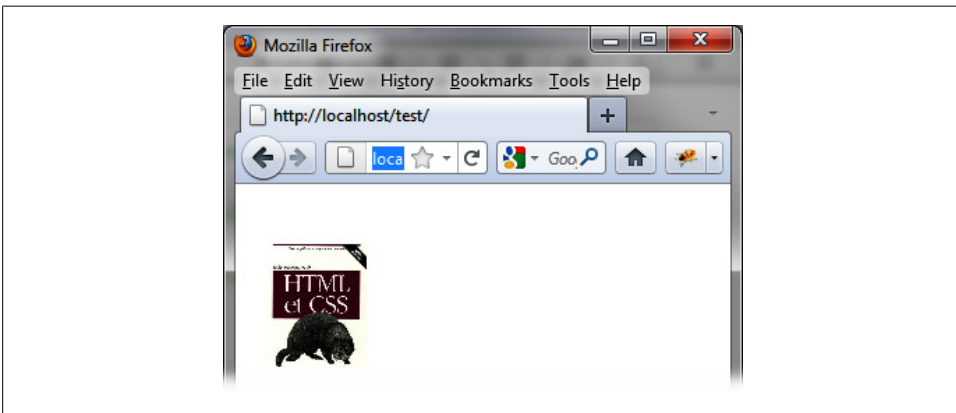 Mozilla Firefox
File Edit View History Bookmarks Tools Help
http://localhost/test/
loca Goo
HTML
et CSS